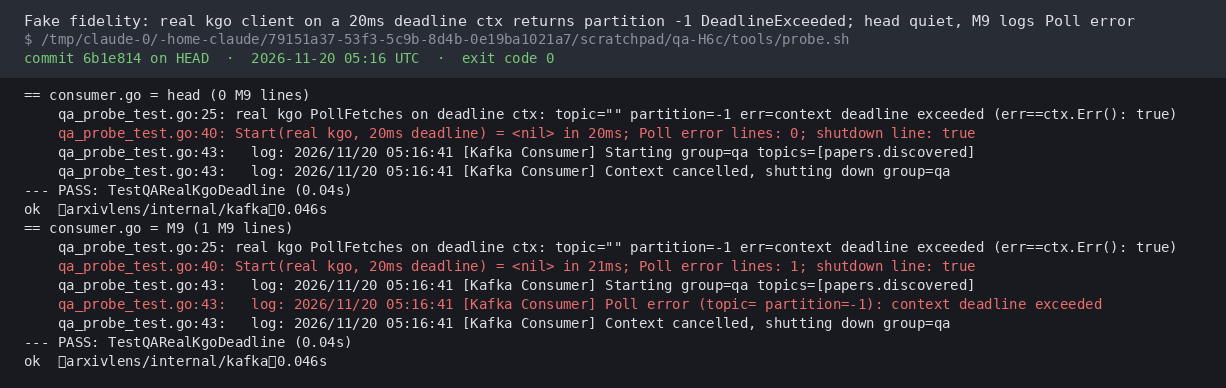 Fake fidelity: real kgo client on a 20ms deadline ctx returns partition -1 DeadlineExceeded; head quiet, M9 logs Poll error
$ /tmp/claude-0/-home-claude/79151a37-53f3-5c9b-8d4b-0e19ba1021a7/scratchpad/qa-H6c/tools/probe.sh
commit 6b1e814 on HEAD · 2026-11-20 05:16 UTC · exit code 0
== consumer.go = head (0 M9 lines)
qa_probe_test.go:25: real kgo PollFetches on deadline ctx: topic="" partition=-1 err=context deadline exceeded (err==ctx.Err(): true)
qa_probe_test.go:40: Start(real kgo, 20ms deadline) = <nil> in 20ms; Poll error lines: 0; shutdown line: true
qa_probe_test.go:43:   log: 2026/11/20 05:16:41 [Kafka Consumer] Starting group=qa topics=[papers.discovered]
qa_probe_test.go:43:   log: 2026/11/20 05:16:41 [Kafka Consumer] Context cancelled, shutting down group=qa
--- PASS: TestQARealKgoDeadline (0.04s)
ok  arxivlens/internal/kafka 0.046s
== consumer.go = M9 (1 M9 lines)
qa_probe_test.go:25: real kgo PollFetches on deadline ctx: topic="" partition=-1 err=context deadline exceeded (err==ctx.Err(): true)
qa_probe_test.go:40: Start(real kgo, 20ms deadline) = <nil> in 21ms; Poll error lines: 1; shutdown line: true
qa_probe_test.go:43:   log: 2026/11/20 05:16:41 [Kafka Consumer] Starting group=qa topics=[papers.discovered]
qa_probe_test.go:43:   log: 2026/11/20 05:16:41 [Kafka Consumer] Poll error (topic= partition=-1): context deadline exceeded
qa_probe_test.go:43:   log: 2026/11/20 05:16:41 [Kafka Consumer] Context cancelled, shutting down group=qa
--- PASS: TestQARealKgoDeadline (0.04s)
ok  arxivlens/internal/kafka 0.046s